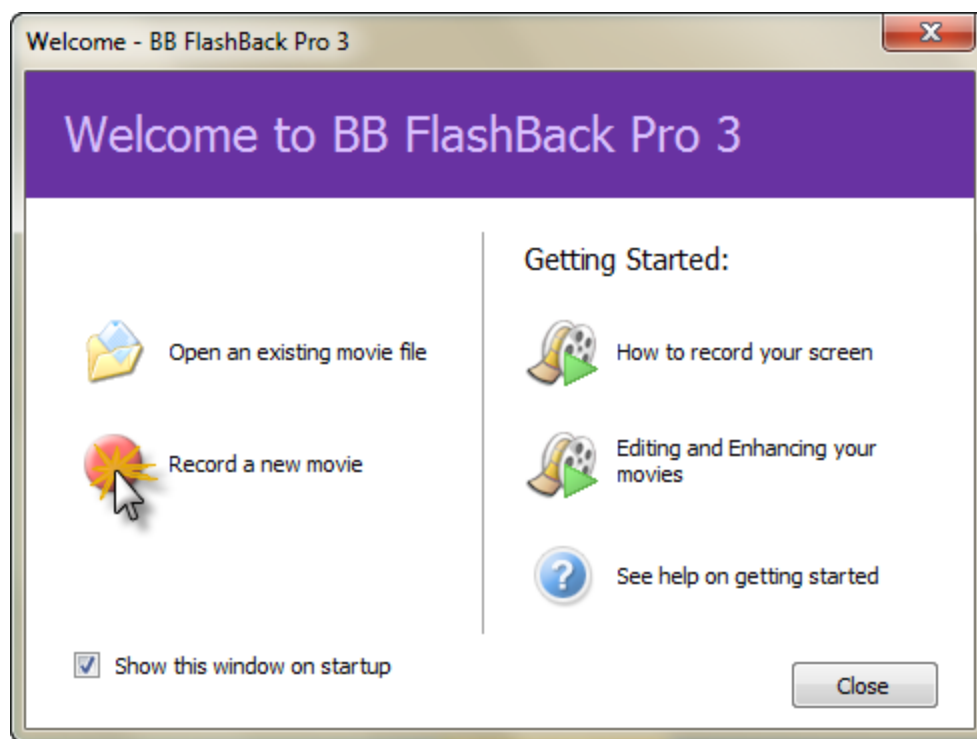 Welcome - BB FlashBack Pro 3
Welcome to BB FlashBack Pro 3
Open an existing movie file
Record a new movie
Getting Started:
How to record your screen
Editing and Enhancing your
movies
See help on getting started
Show this window on startup
Close